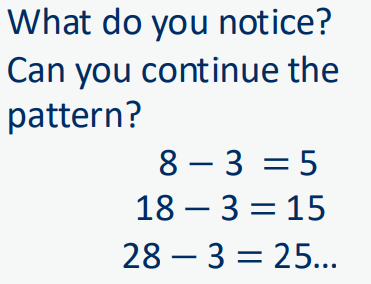 What do you notice?
Can you continue the
pattern?
8 – 3 = 5
18 – 3 = 15
28 – 3 = 25...